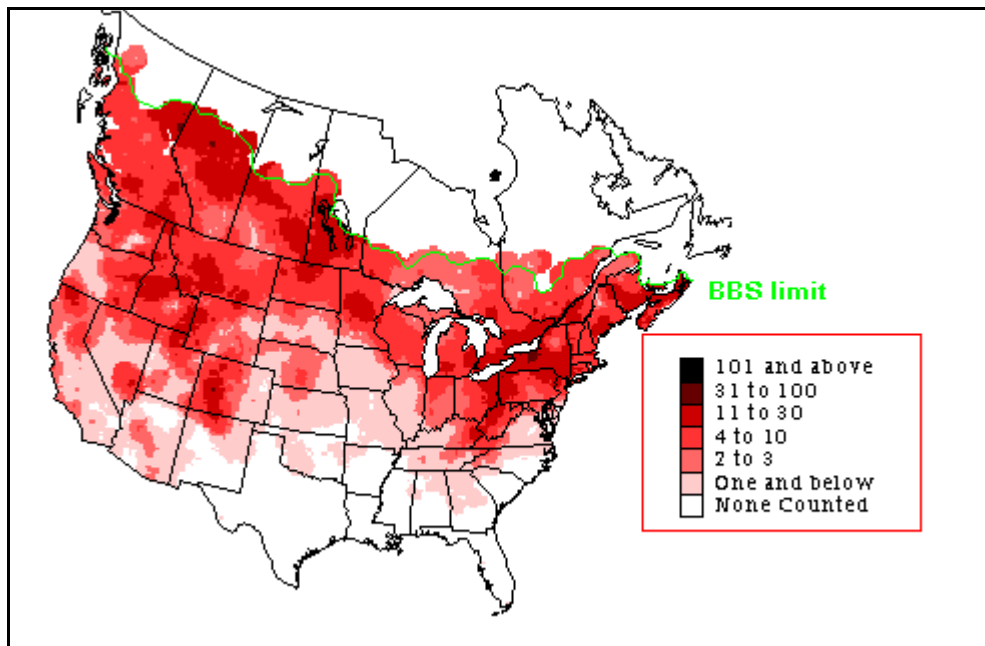 BBS limit
101 and above
31 to 100
11 to 30
4 to 10
2 to 3
One and below
None Counted